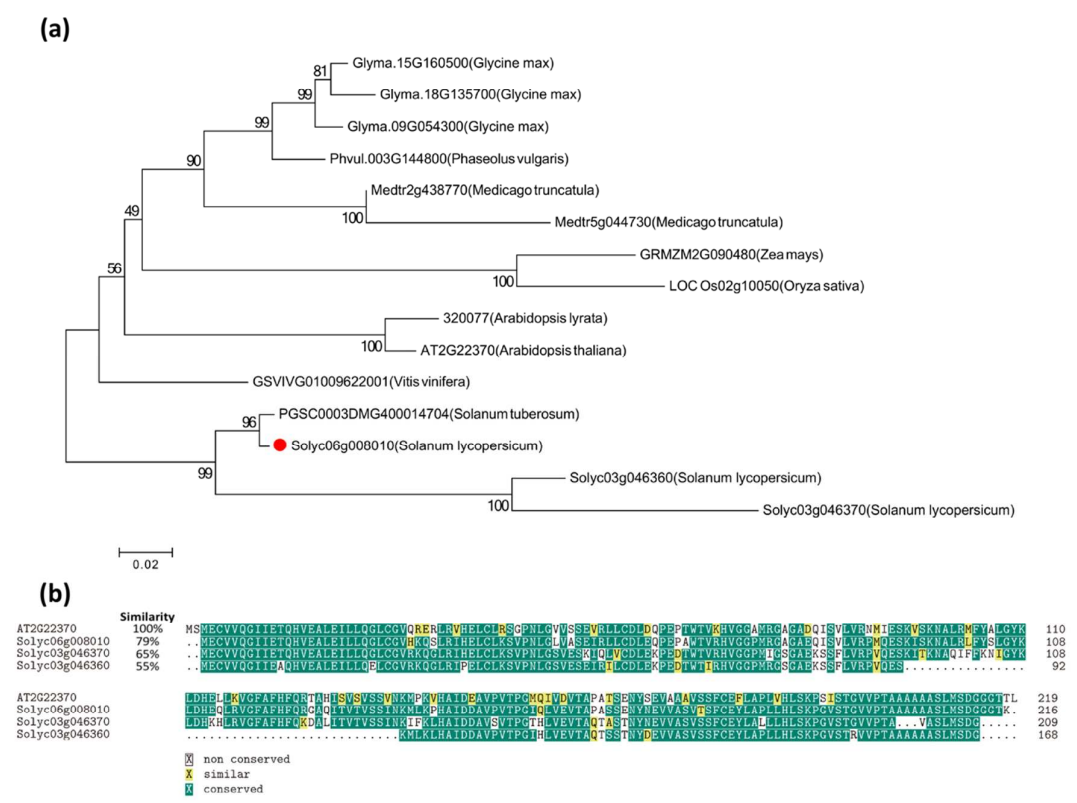 (a)
Glyma.15G160500(Glycine max)
81
Glyma.18G135700(Glycine max)
99
Glyma.09G054300(Glycine max)
99
Phvul.003G144800(Phaseolus vulgaris)
90
Medtr2g438770(Medicago truncatula)
100
Medtr5g044730(Medicago truncatula)
49
GRMZM2G090480(Zea mays)
100
LOC Os02g10050(Oryza sativa)
56
320077(Arabidopsis lyrata)
100
AT2G22370(Arabidopsis thaliana)
GSVIVG01009622001(Vitis vinifera)
PGSC0003DMG400014704(Solanum tuberosum)
96
Solyc06g008010(Solanum lycopersicum)
99
Solyc03g046360(Solanum lycopersicum)
100
Solyc03g046370(Solanum lycopersicum)
0.02
(b)
Similarity
AT2G22370 100% MSMECVVQGIIETQHVEALEILLQGLCGVQRERLRVHELCLRSGPNLGVVSSEVRLLCDLDQPEPTWTVKHVGGAMRGAGADQISVLVRNMIESKVSKNALRMFYALGYK 110
Solyc06g008010 79% 108
Solyc03g046370 65% 108
Solyc03g046360 55% 92
AT2G22370 LDHELLKVGFAFHFQRTAHISVSVSSVNKMPKVHAIDEAVPVTPGMQIVDVTAPATSENYSEVAAAVSSFCEFLAPLVHLSKPSISTGVVPTAAAAAASLMSDGGGTTL 219
Solyc06g008010 216
Solyc03g046370 209
Solyc03g046360 168
X non conserved
X similar
X conserved